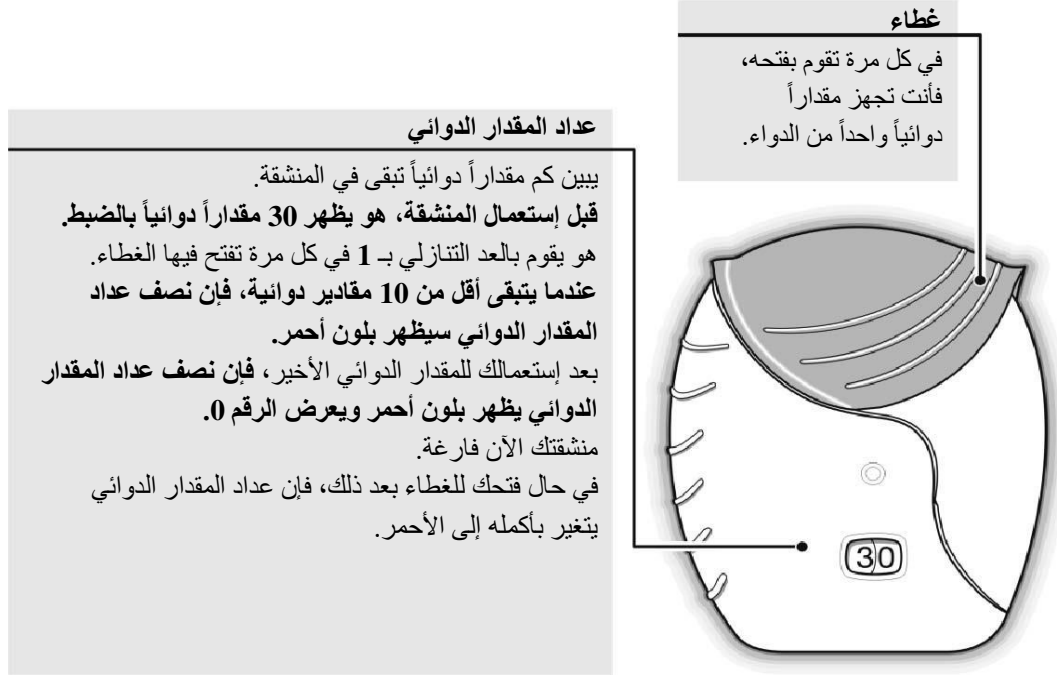 غطاء
في كل مرة تقوم بفتحه،
فأنت تجهز مقداراً
دوائياً واحداً من الدواء.
عداد المقدار الدوائي
يبين كم مقداراً دوائياً تبقى في المنشقة.
قبل إستعمال المنشقة، هو يظهر 30 مقداراً دوائياً بالضبط.
هو يقوم بالعد التنازلي بـ 1 في كل مرة تفتح فيها الغطاء.
عندما يتبقى أقل من 10 مقادير دوائية، فإن نصف عداد
المقدار الدوائي سيظهر بلون أحمر.
بعد إستعمالك للمقدار الدوائي الأخير، فإن نصف عداد المقدار
الدوائي يظهر بلون أحمر ويعرض الرقم 0.
منشقتك الآن فارغة.
في حال فتحك للغطاء بعد ذلك، فإن عداد المقدار الدوائي
يتغير بأكمله إلى الأحمر.
30